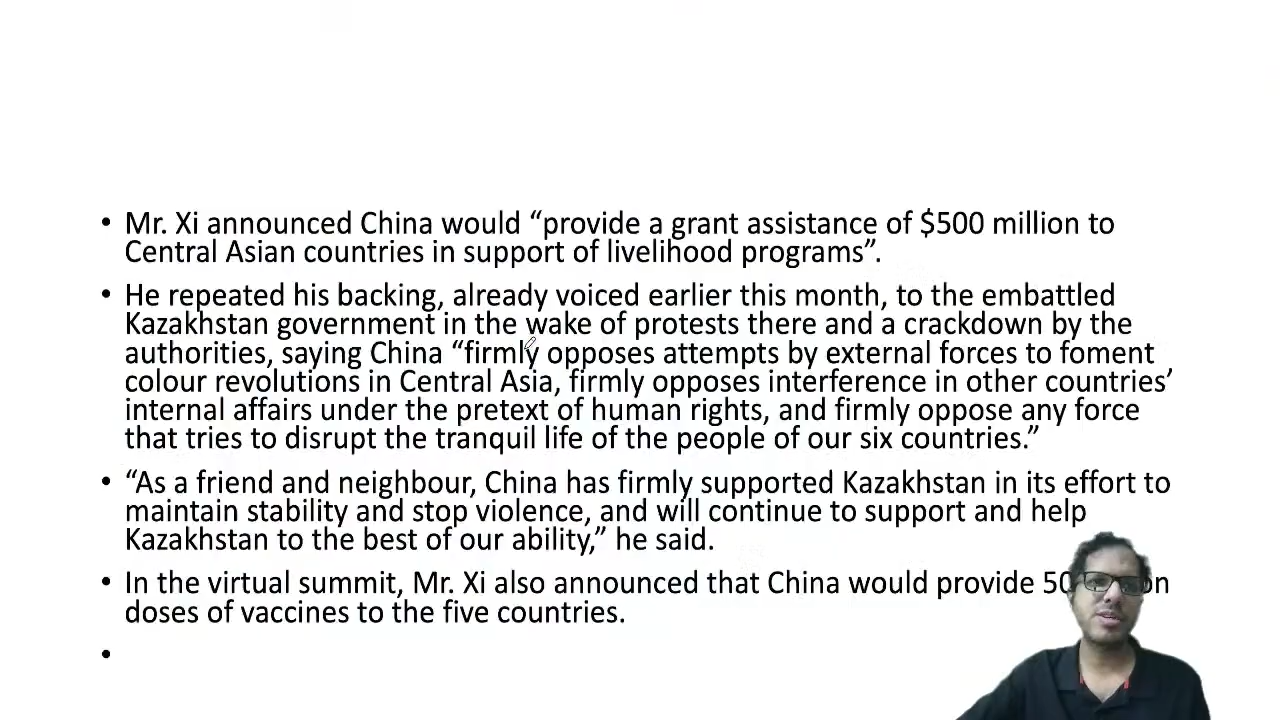 • Mr. Xi announced China would “provide a grant assistance of $500 million to
Central Asian countries in support of livelihood programs”.
• He repeated his backing, already voiced earlier this month, to the embattled
Kazakhstan government in the wake of protests there and a crackdown by the
authorities, saying China “firmly opposes attempts by external forces to foment
colour revolutions in Central Asia, firmly opposes interference in other countries’
internal affairs under the pretext of human rights, and firmly oppose any force
that tries to disrupt the tranquil life of the people of our six countries.”
• “As a friend and neighbour, China has firmly supported Kazakhstan in its effort to
maintain stability and stop violence, and will continue to support and help
Kazakhstan to the best of our ability,” he said.
• In the virtual summit, Mr. Xi also announced that China would provide
doses of vaccines to the five countries.
•